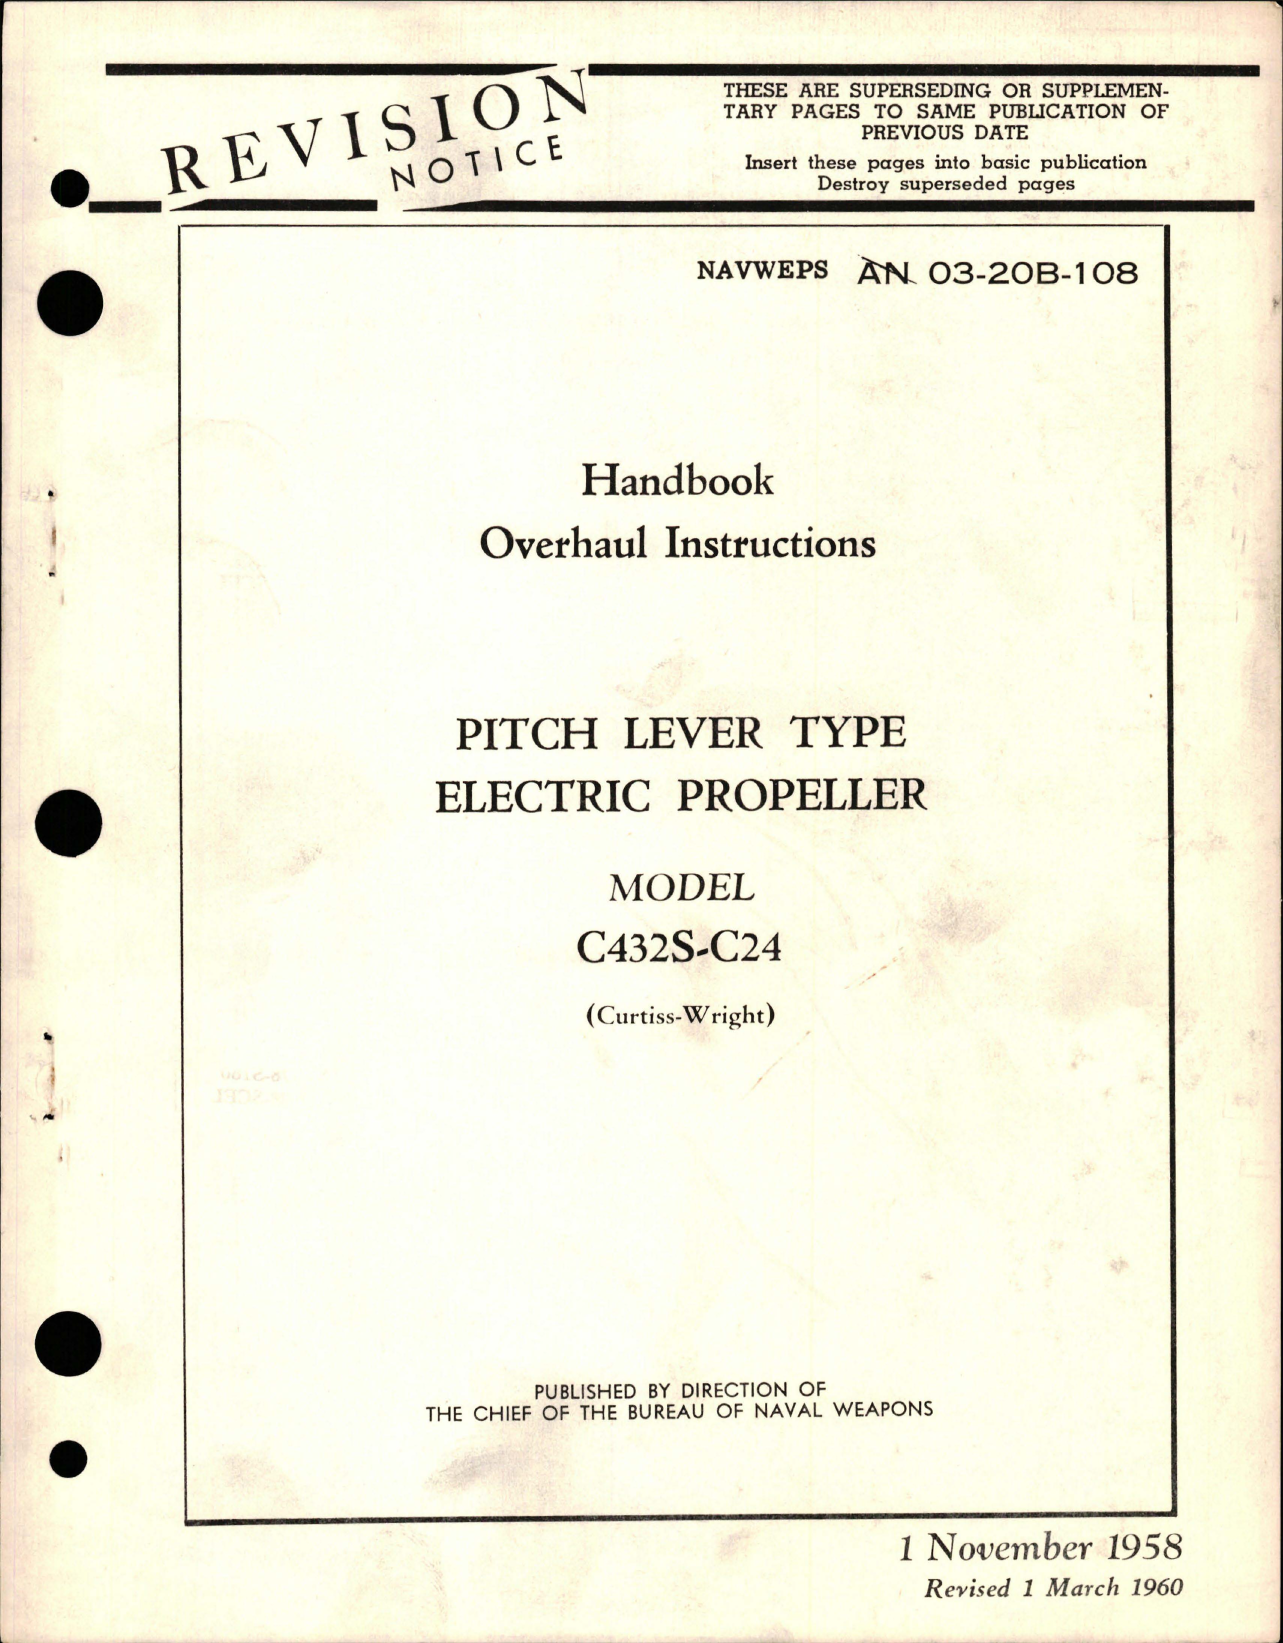 REVISION
NOTICE
THESE ARE SUPERSEDING OR SUPPLEMEN-
TARY PAGES TO SAME PUBLICATION OF
PREVIOUS DATE
Insert these pages into basic publication
Destroy superseded pages
NAVWEPS AN 03-20B-108
Handbook
Overhaul Instructions
PITCH LEVER TYPE
ELECTRIC PROPELLER
MODEL
C432S-C24
(Curtiss-Wright)
PUBLISHED BY DIRECTION OF
THE CHIEF OF THE BUREAU OF NAVAL WEAPONS
1 November 1958
Revised 1 March 1960